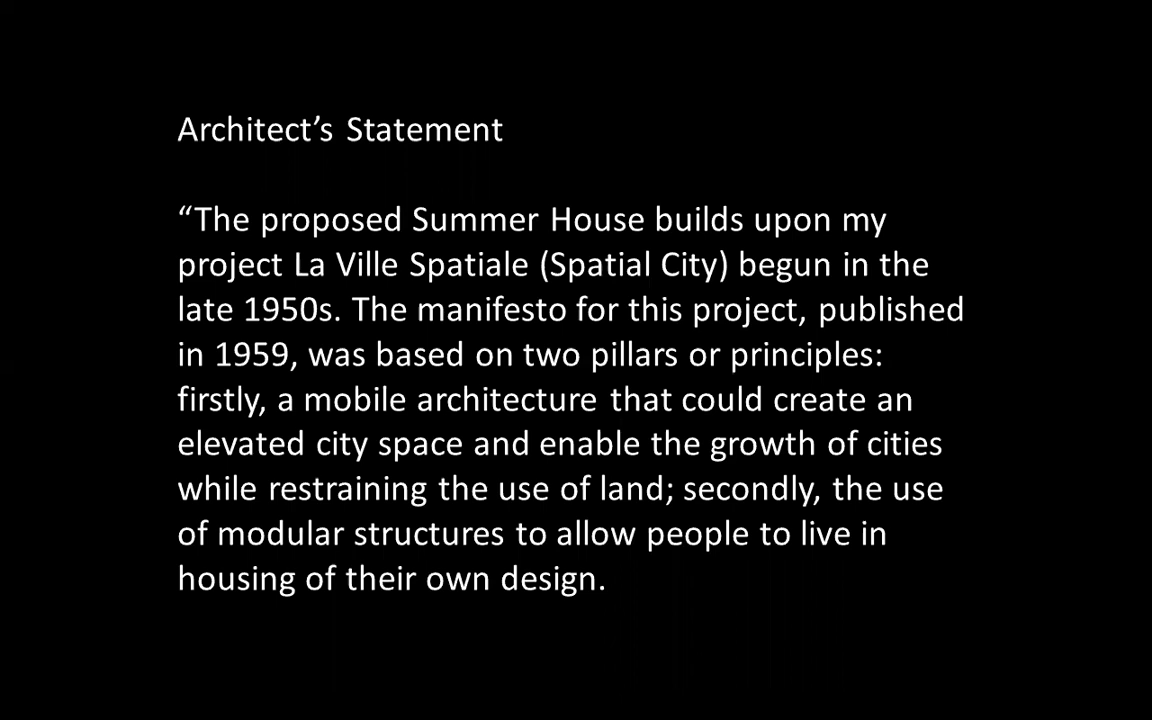 Architect’s Statement
“The proposed Summer House builds upon my
project La Ville Spatiale (Spatial City) begun in the
late 1950s. The manifesto for this project, published
in 1959, was based on two pillars or principles:
firstly, a mobile architecture that could create an
elevated city space and enable the growth of cities
while restraining the use of land; secondly, the use
of modular structures to allow people to live in
housing of their own design.